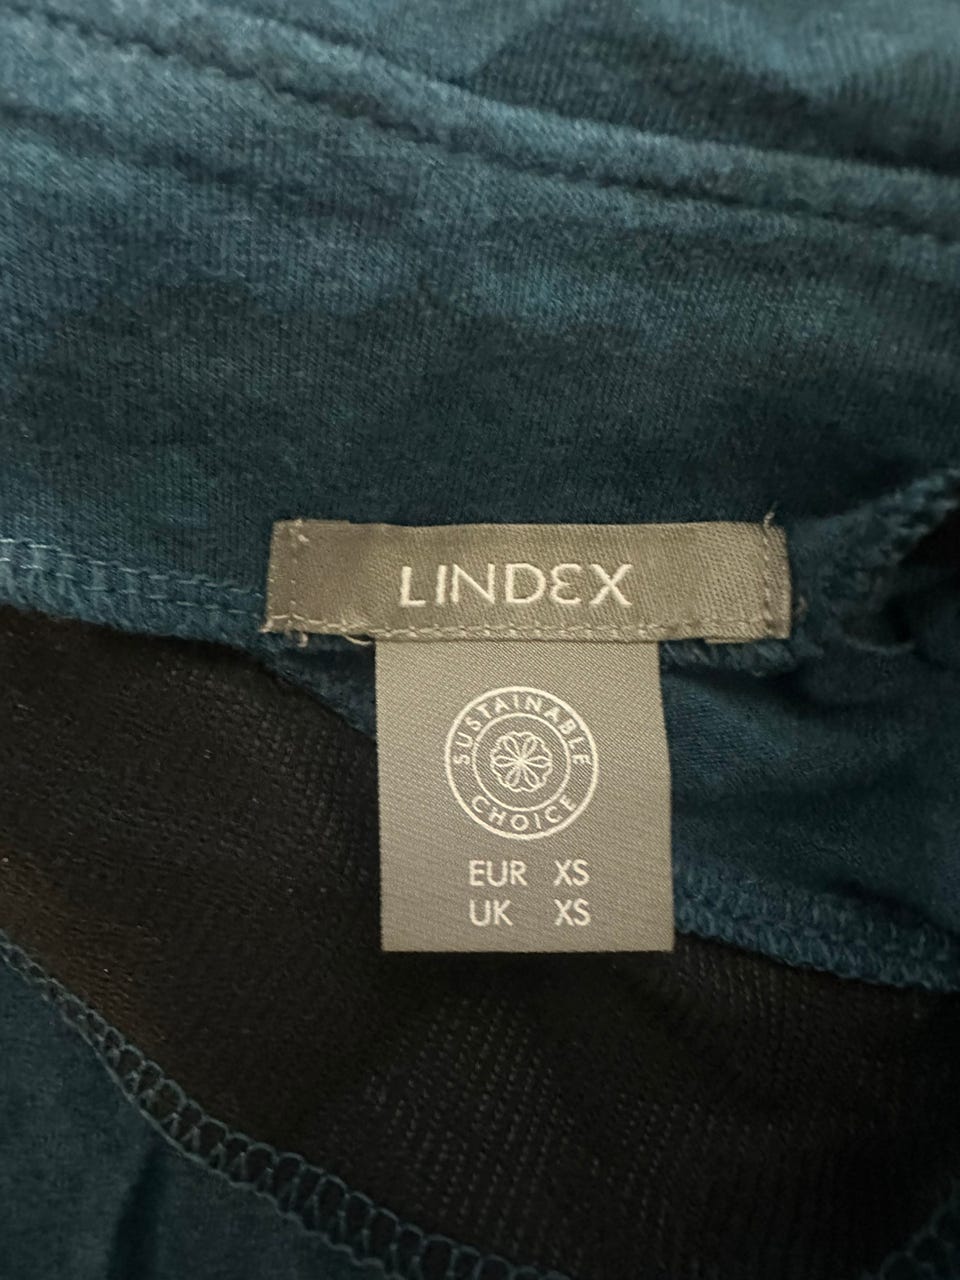 LINDEX
SUSTAINABLE
CHOICE
EUR XS
UK XS